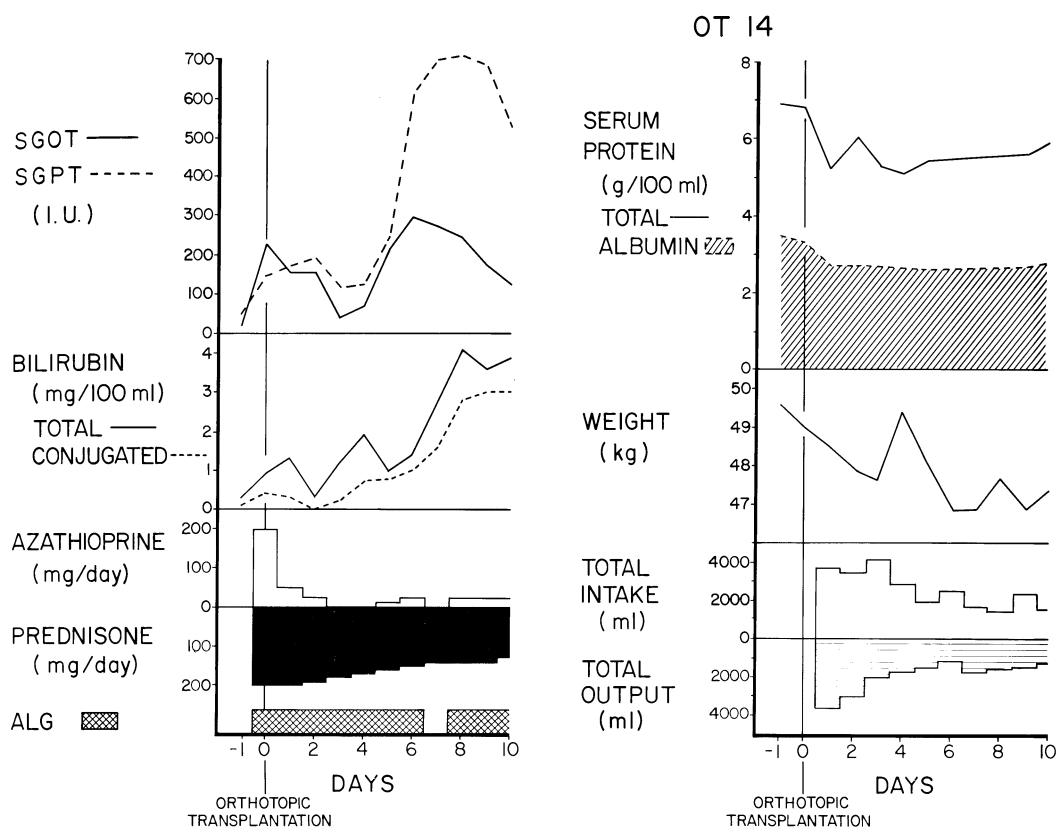 OT 14
SGOT
SGPT
(I.U.)
700
600
500
400
300
200
100
0
BILIRUBIN
(mg/100 ml)
TOTAL
CONJUGATED
4
3
2
1
0
AZATHIOPRINE
(mg/day)
200
100
0
PREDNISONE
(mg/day)
100
200
ALG
-1 0 2 4 6 8 10
DAYS
ORTHOTOPIC
TRANSPLANTATION
SERUM
PROTEIN
(g/100 ml)
TOTAL
ALBUMIN
8
6
4
2
0
WEIGHT
(kg)
50
49
48
47
TOTAL
INTAKE
(ml)
4000
2000
0
TOTAL
OUTPUT
(ml)
2000
4000
-1 0 2 4 6 8 10
DAYS
ORTHOTOPIC
TRANSPLANTATION